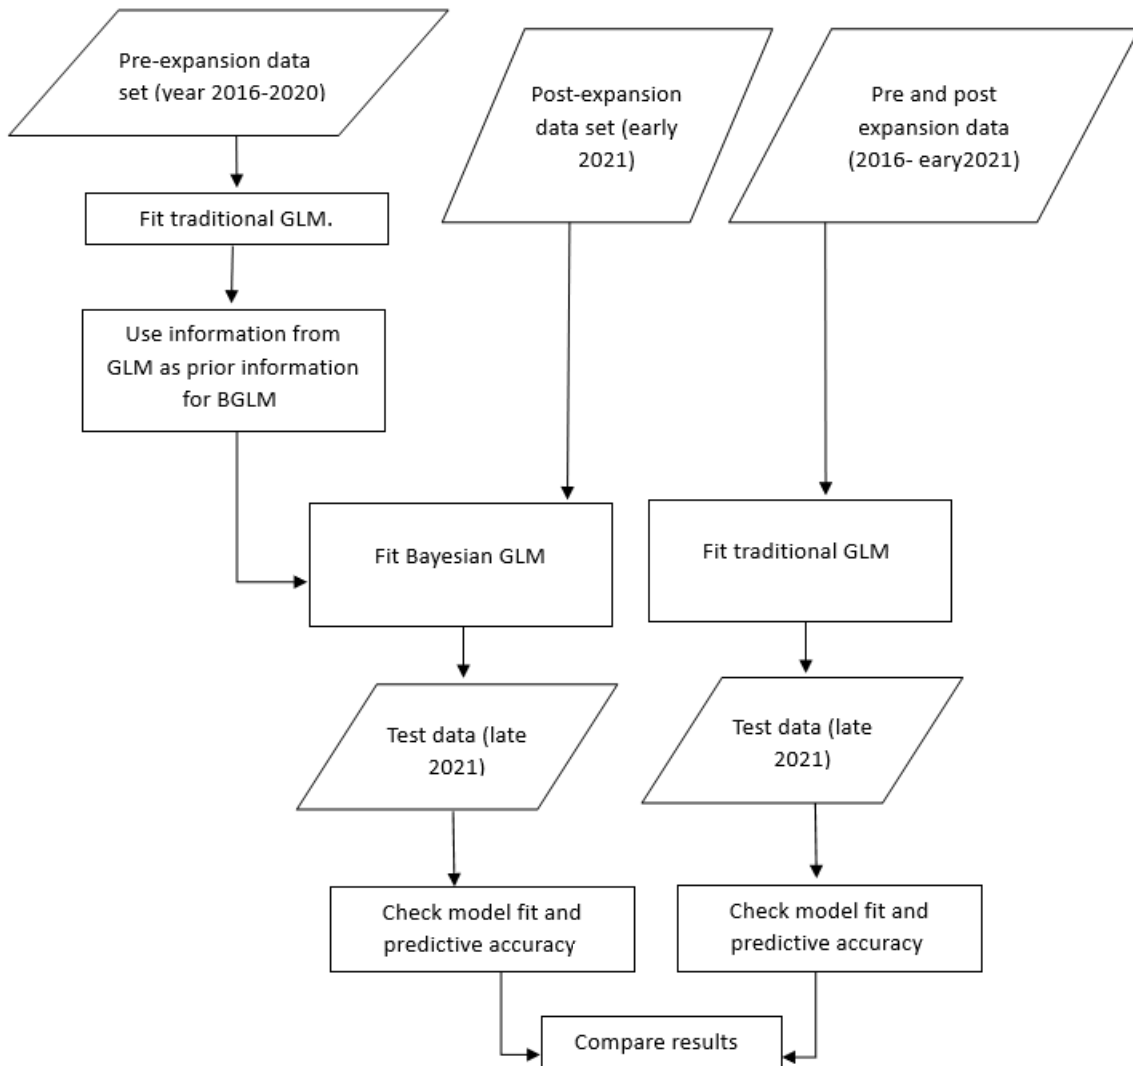 Pre-expansion data
set (year 2016-2020)
Post-expansion
data set (early
2021)
Pre and post
expansion data
(2016- eary2021)
Fit traditional GLM.
Use information from
GLM as prior information
for BGLM
Fit Bayesian GLM
Fit traditional GLM
Test data (late
2021)
Test data (late
2021)
Check model fit and
predictive accuracy
Check model fit and
predictive accuracy
Compare results